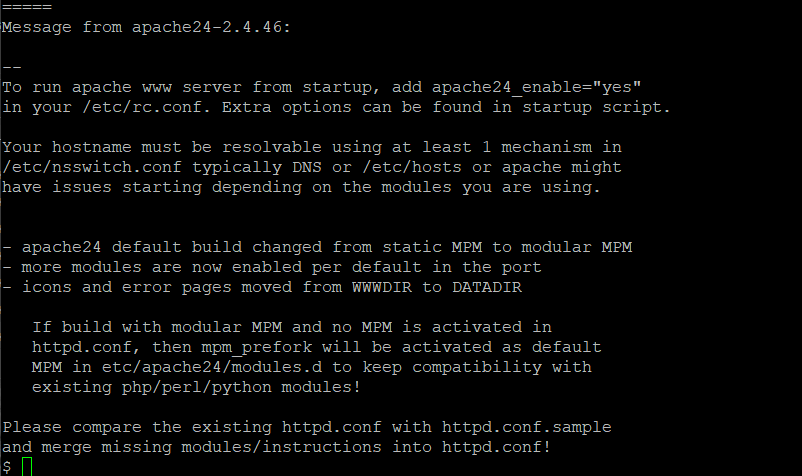 =====
Message from apache24-2.4.46:
--
To run apache www server from startup, add apache24_enable="yes"
in your /etc/rc.conf. Extra options can be found in startup script.
Your hostname must be resolvable using at least 1 mechanism in
/etc/nsswitch.conf typically DNS or /etc/hosts or apache might
have issues starting depending on the modules you are using.
- apache24 default build changed from static MPM to modular MPM
- more modules are now enabled per default in the port
- icons and error pages moved from WWWDIR to DATADIR
If build with modular MPM and no MPM is activated in
httpd.conf, then mpm_prefork will be activated as default
MPM in etc/apache24/modules.d to keep compatibility with
existing php/perl/python modules!
Please compare the existing httpd.conf with httpd.conf.sample
and merge missing modules/instructions into httpd.conf!
$